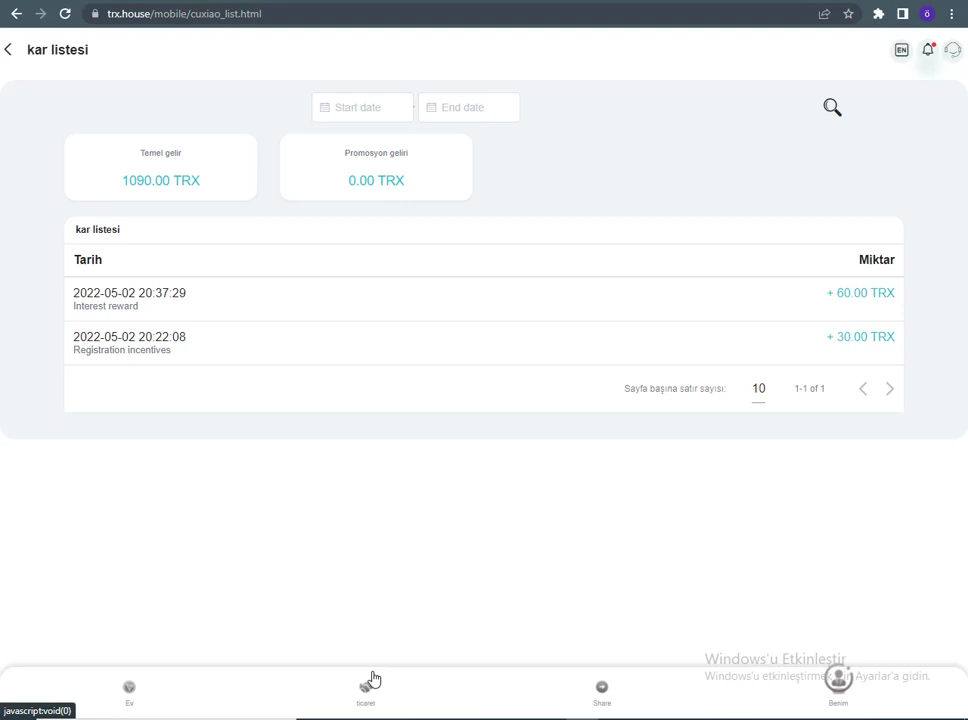 trx.house/mobile/cuxiao_list.html
ö
kar listesi
EN
Start date
End date
Temel gelir
1090.00 TRX
Promosyon geliri
0.00 TRX
kar listesi
Tarih
Miktar
2022-05-02 20:37:29
+ 60.00 TRX
Interest reward
2022-05-02 20:22:08
+ 30.00 TRX
Registration incentives
Sayfa başına satır sayısı:
10
1-1 of 1
Windows'u Etkinleştir
Windows'u etkinleştirmek Ayarlar'a gidin.
Ev
ticaret
Share
Benim
javascript:void(0)